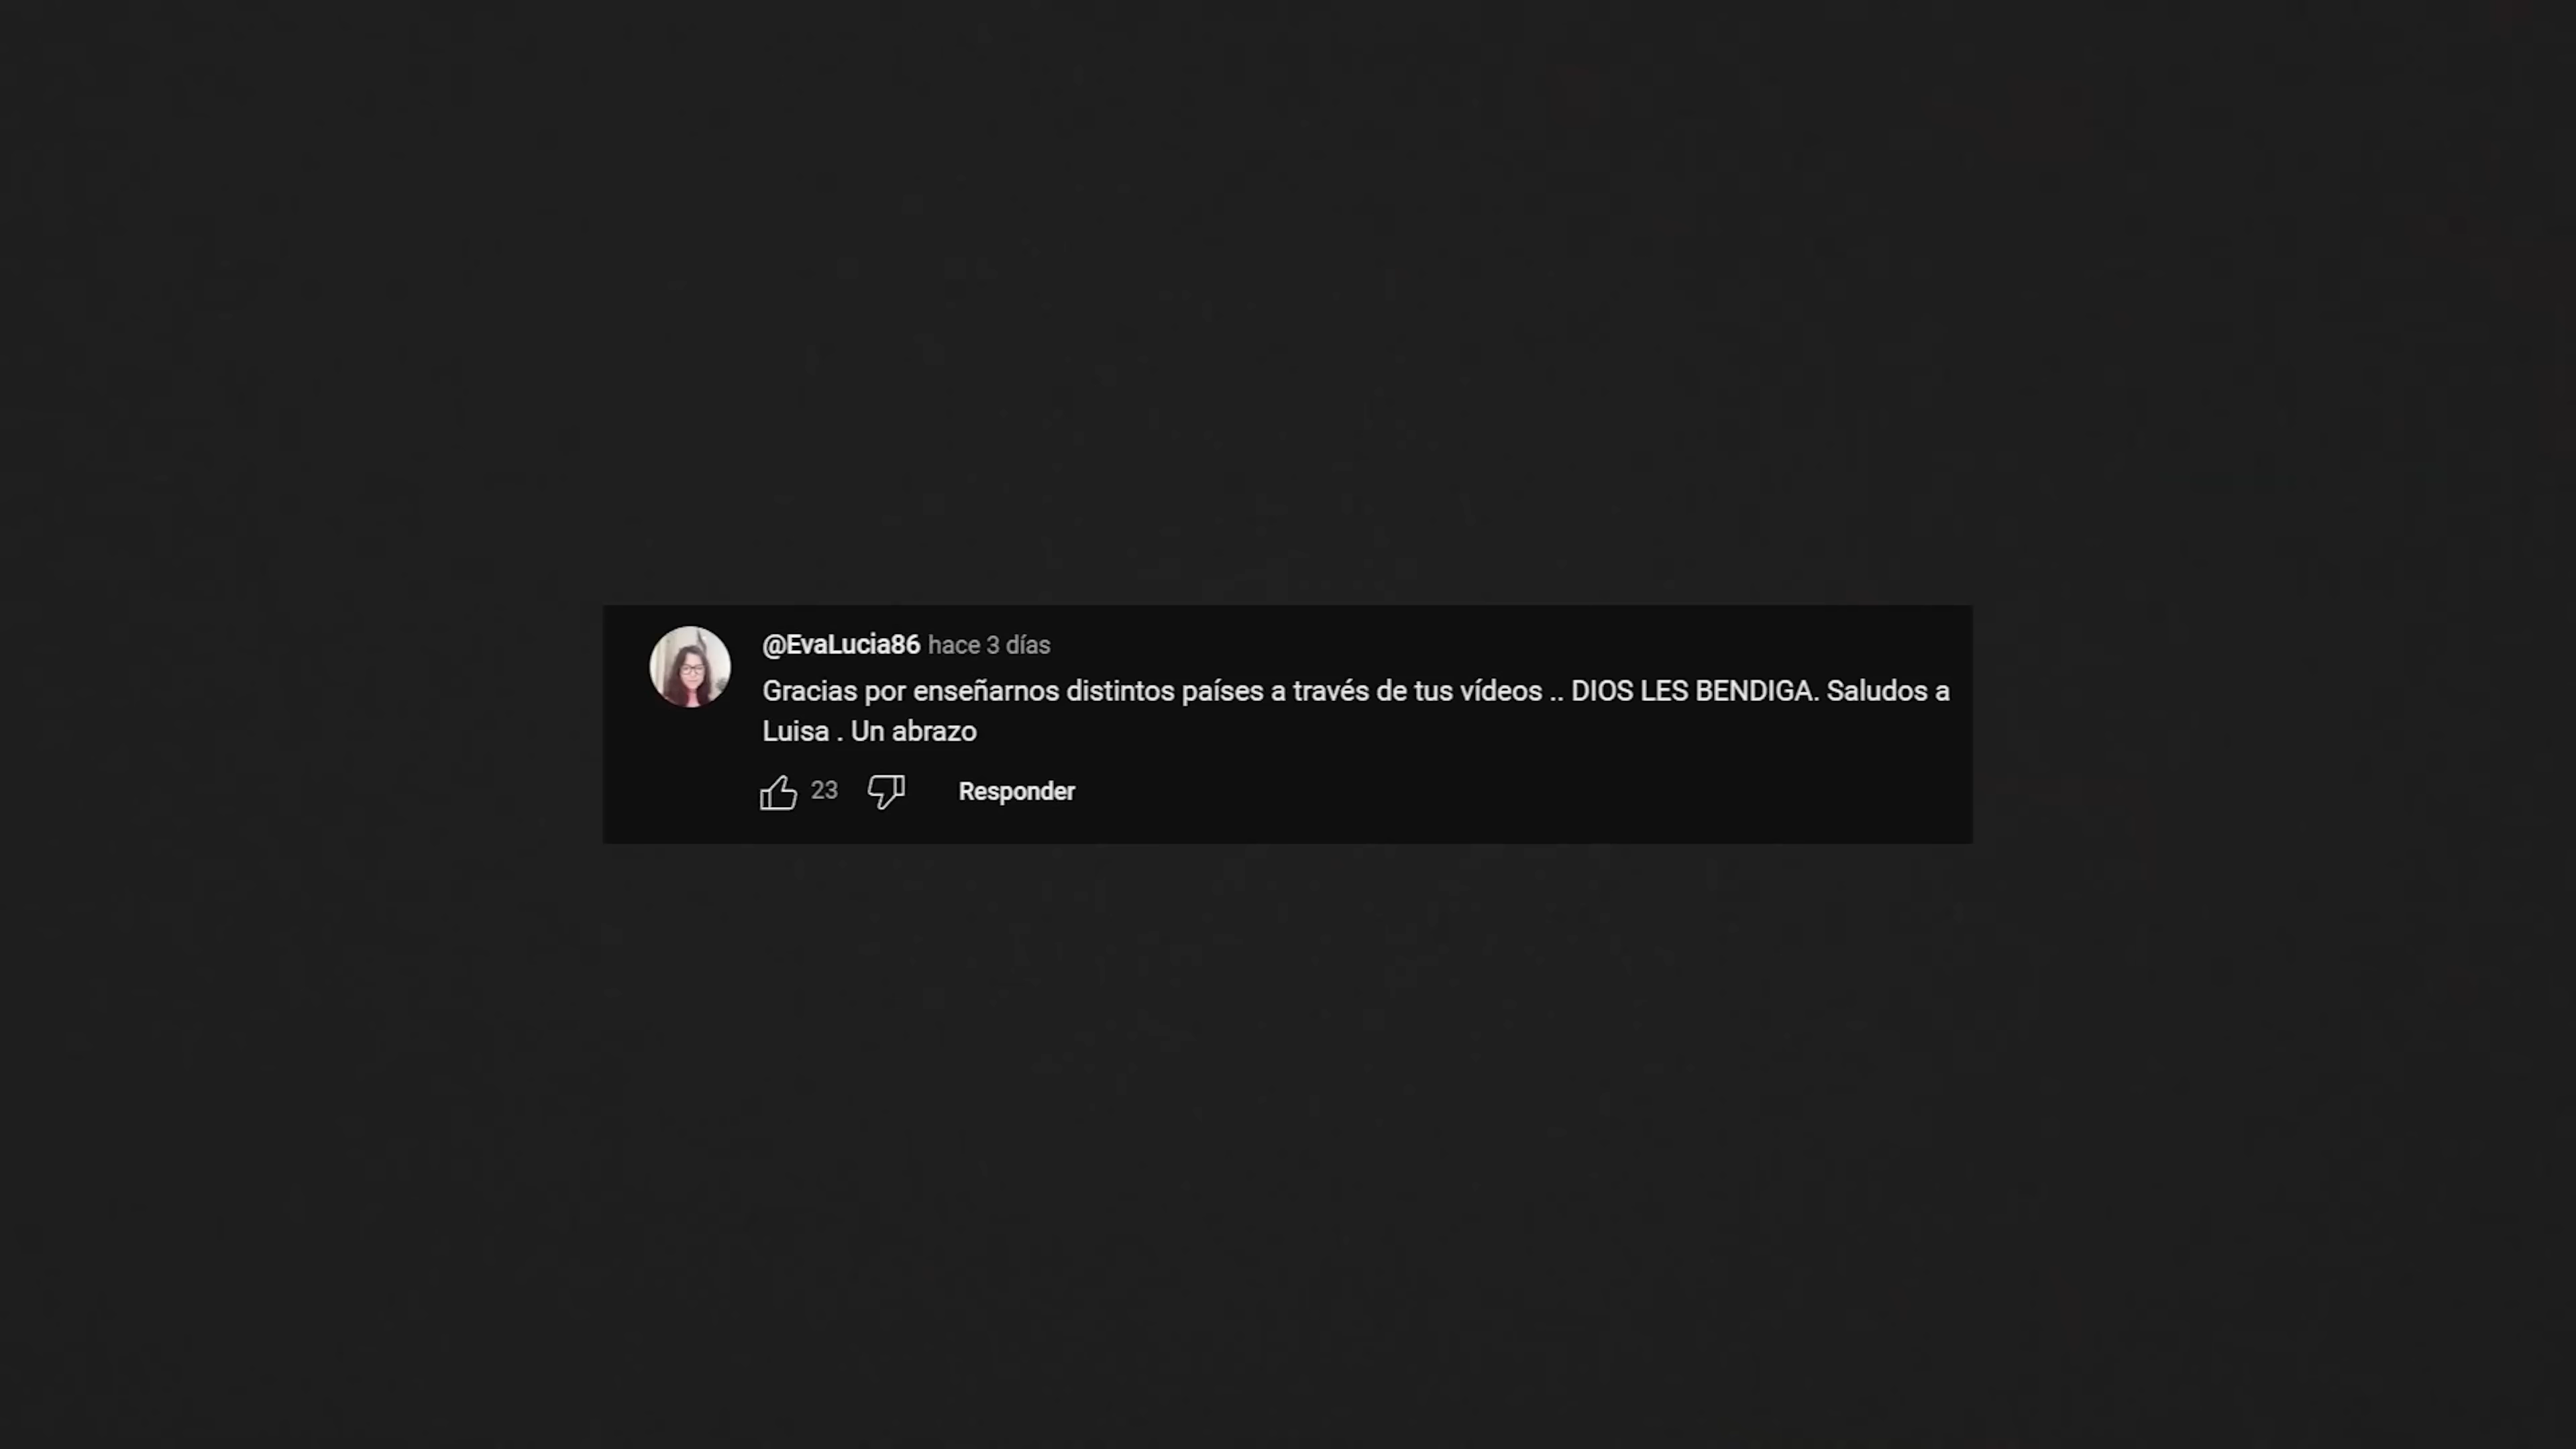 @EvaLucia86 hace 3 días
Gracias por enseñarnos distintos países a través de tus vídeos .. DIOS LES BENDIGA. Saludos a
Luisa . Un abrazo
23 Responder